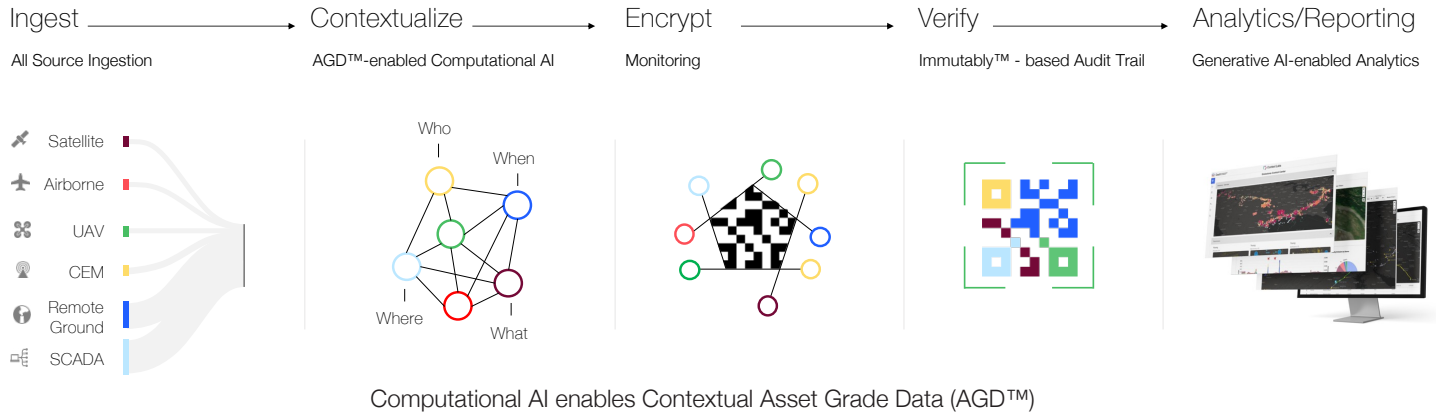 Ingest
Contextualize
Encrypt
Verify
Analytics/Reporting
All Source Ingestion
AGD™-enabled Computational AI
Monitoring
Immutably™ - based Audit Trail
Generative AI-enabled Analytics
Satellite
Airborne
UAV
CEM
Remote
Ground
SCADA
Who
When
Where
What
Computational AI enables Contextual Asset Grade Data (AGD™)